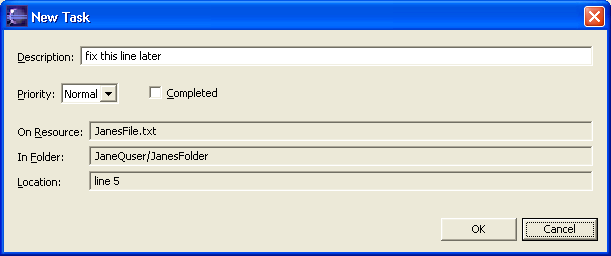 New Task
Description: fix this line later
Priority: Normal Completed
On Resource: JanesFile.txt
In Folder: JaneQuser/JanesFolder
Location: line 5
OK Cancel